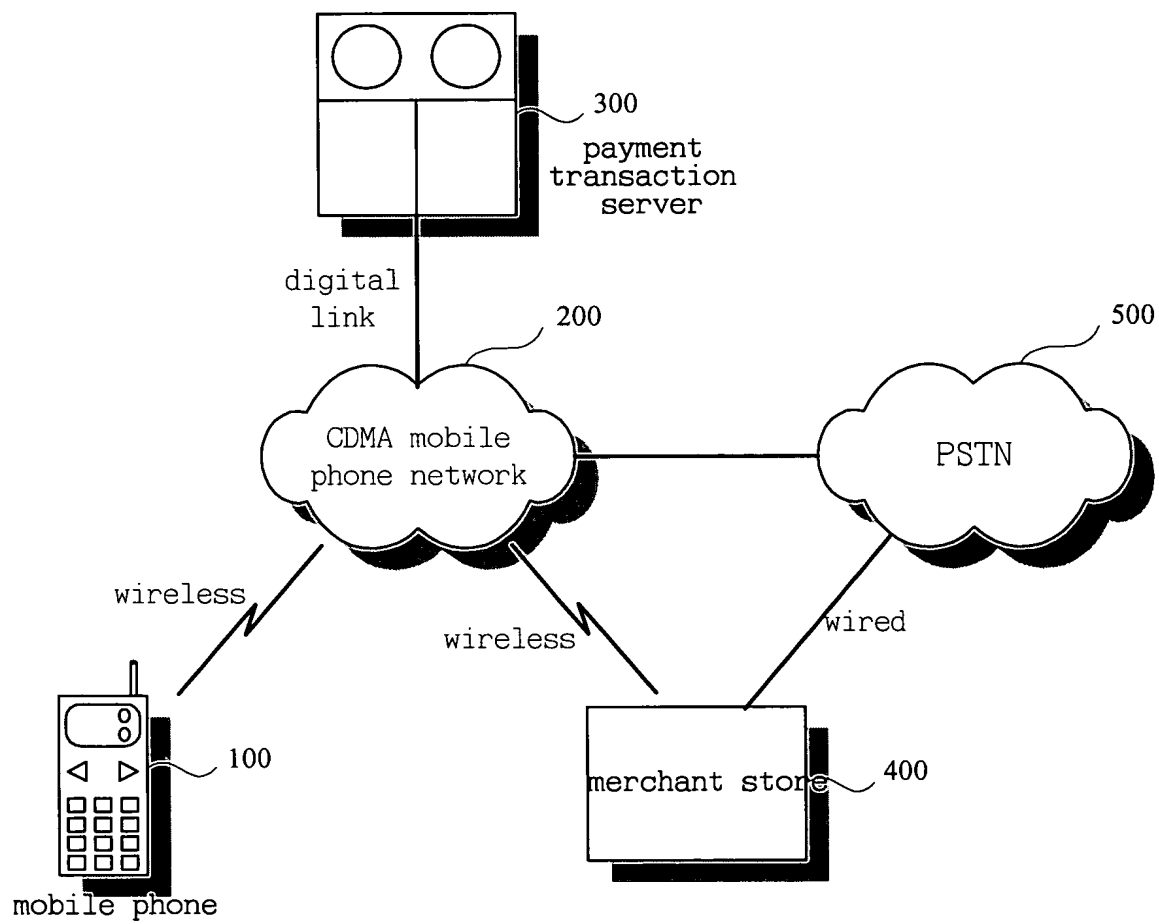 300
payment
transaction
server
digital
link
200
500
CDMA mobile
phone network
PSTN
wireless
wireless
wired
100
merchant store
400
mobile phone